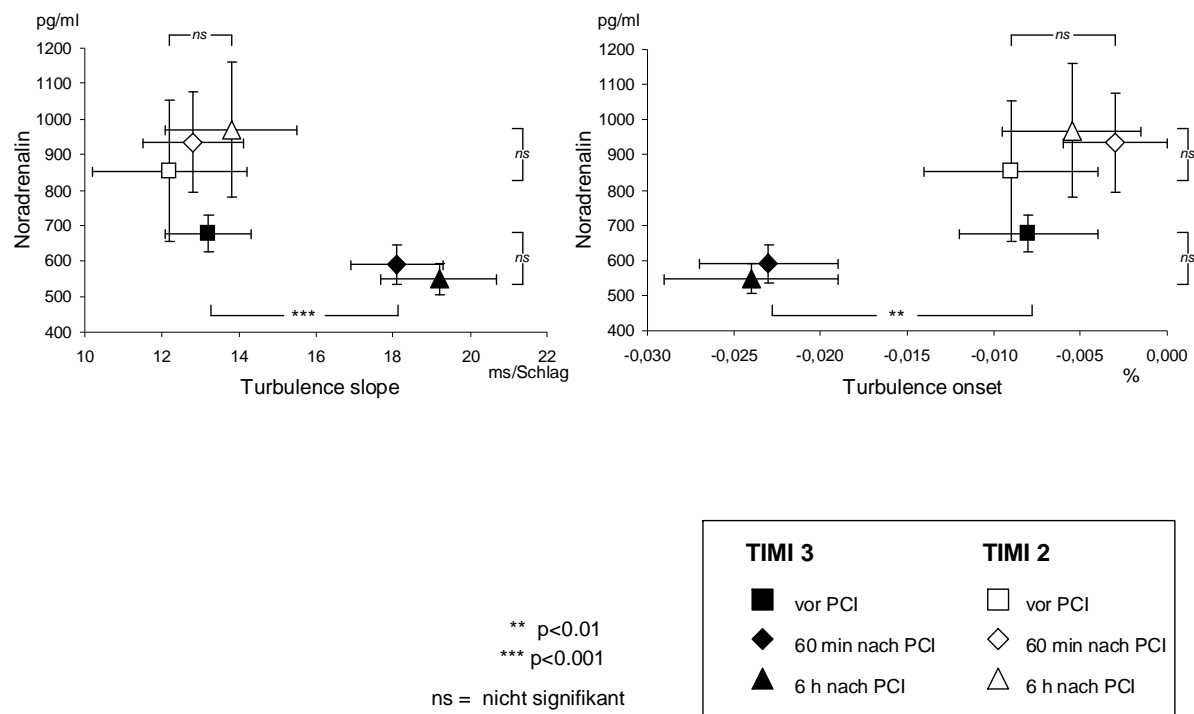 pg/ml
ns
1200
1100
1000
900
800
700
600
500
400
Noradrenalin
ns
ns
***
10 12 14 16 18 20 22
ms/Schlag
Turbulence slope
pg/ml
ns
1200
1100
1000
900
800
700
600
500
400
Noradrenalin
ns
ns
**
-0,030 -0,025 -0,020 -0,015 -0,010 -0,005 0,000
Turbulence onset %
** p<0.01
*** p<0.001
ns = nicht signifikant
TIMI 3 TIMI 2
vor PCI vor PCI
60 min nach PCI 60 min nach PCI
6 h nach PCI 6 h nach PCI